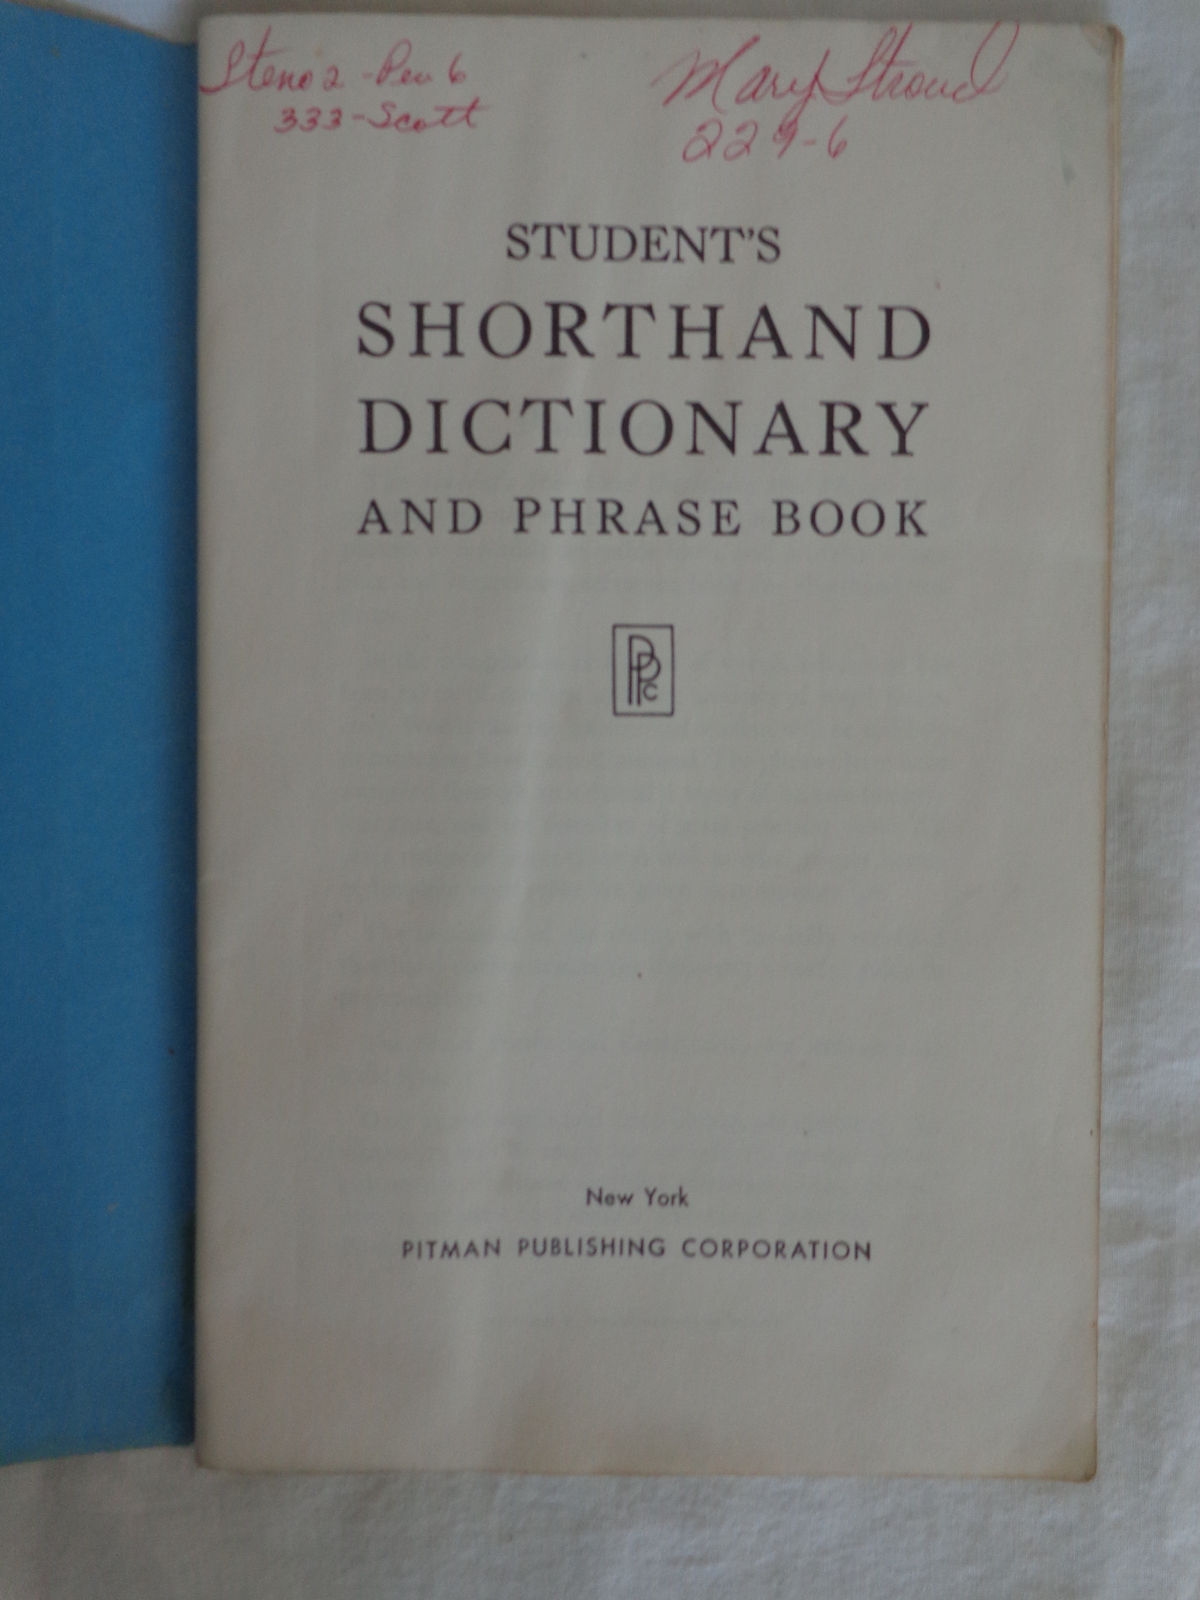 Steno 2 - Per 6
333-Scott
Mary Stroud
229-6
STUDENT'S
SHORTHAND
DICTIONARY
AND PHRASE BOOK
PPC
New York
PITMAN PUBLISHING CORPORATION